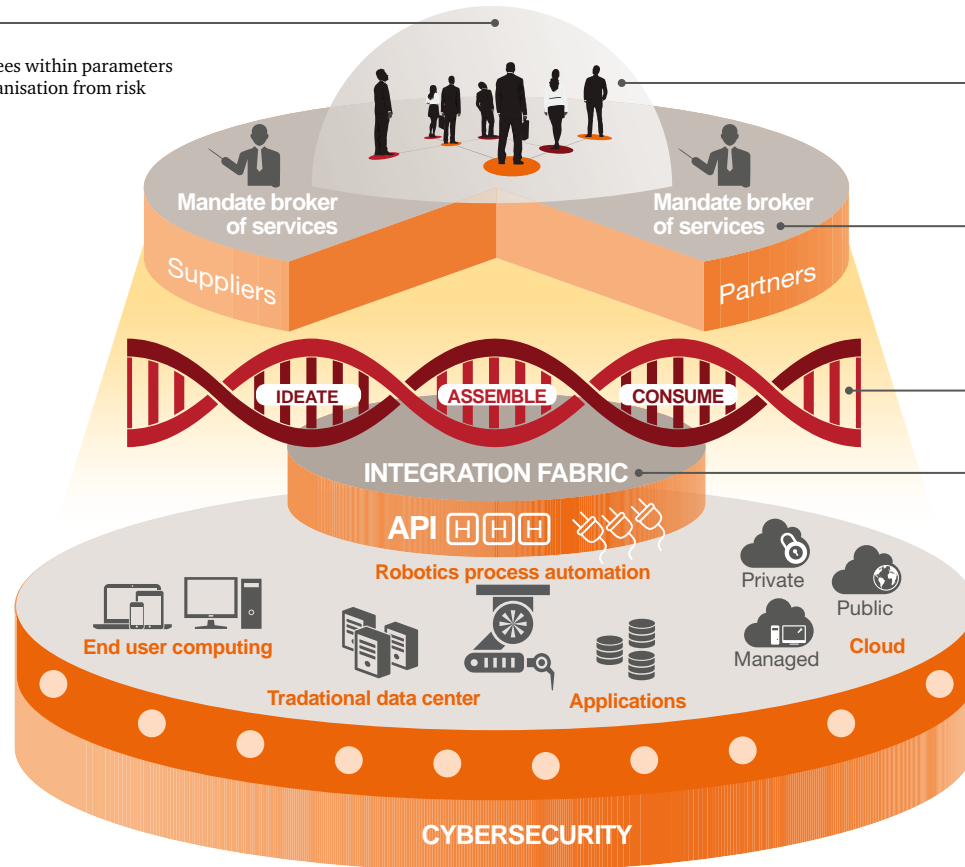 ees within parameters
anisation from risk
Mandate broker
of services
Mandate broker
of services
Suppliers
Partners
IDEATE
ASSEMBLE
CONSUME
INTEGRATION FABRIC
API H H H
Robotics process automation
Private
Public
Managed
Cloud
End user computing
Tradational data center
Applications
CYBERSECURITY